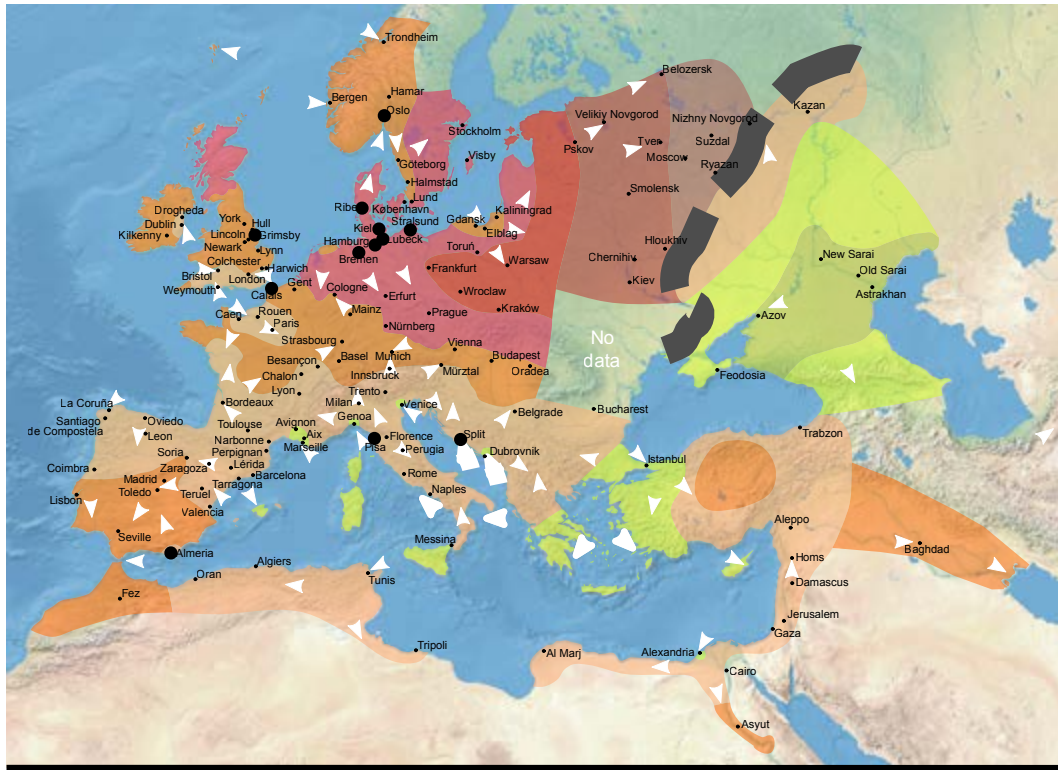 Trondheim
Belozersk
Bergen
Hamar
Oslo
Kazan
Velikiy Novgorod
Nizhny Novgorod
Stockholm
Tver
Suzdal
Pskov
Moscow
Visby
Göteborg
Ryazan
Halmstad
Smolensk
Ribe
København
Lund
Drogheda
Stralsund
Kaliningrad
Dublin
York
Hull
Gdansk
Kilkenny
Lincoln
Grimsby
Kiel
Elblag
Newark
Hamburg
Lubeck
Toruń
Hloukhiv
Lynn
Bremen
Chernihiv
New Sarai
Colchester
Harwich
Frankfurt
Warsaw
Bristol
London
Old Sarai
Weymouth
Calais
Gent
Cologne
Erfurt
Wroclaw
Kiev
Astrakhan
Caen
Rouen
Mainz
Prague
Kraków
Azov
Paris
Nürnberg
No
data
Strasbourg
Vienna
Besançon
Basel
Munich
Budapest
Chalon
Innsbruck
Mürztal
Oradea
Feodosia
Lyon
Trento
La Coruña
Bordeaux
Milan
Venice
Belgrade
Bucharest
Santiago
de Compostela
Oviedo
Toulouse
Avignon
Genoa
Trabzon
Leon
Narbonne
Aix
Pisa
Florence
Split
Marseille
Perugia
Dubrovnik
Soria
Perpignan
Istanbul
Coimbra
Zaragoza
Lérida
Rome
Madrid
Barcelona
Toledo
Teruel
Tarragona
Naples
Lisbon
Valencia
Aleppo
Seville
Messina
Almeria
Baghdad
Homs
Algiers
Oran
Tunis
Damascus
Fez
Jerusalem
Gaza
Tripoli
Al Marj
Alexandria
Cairo
Asyut